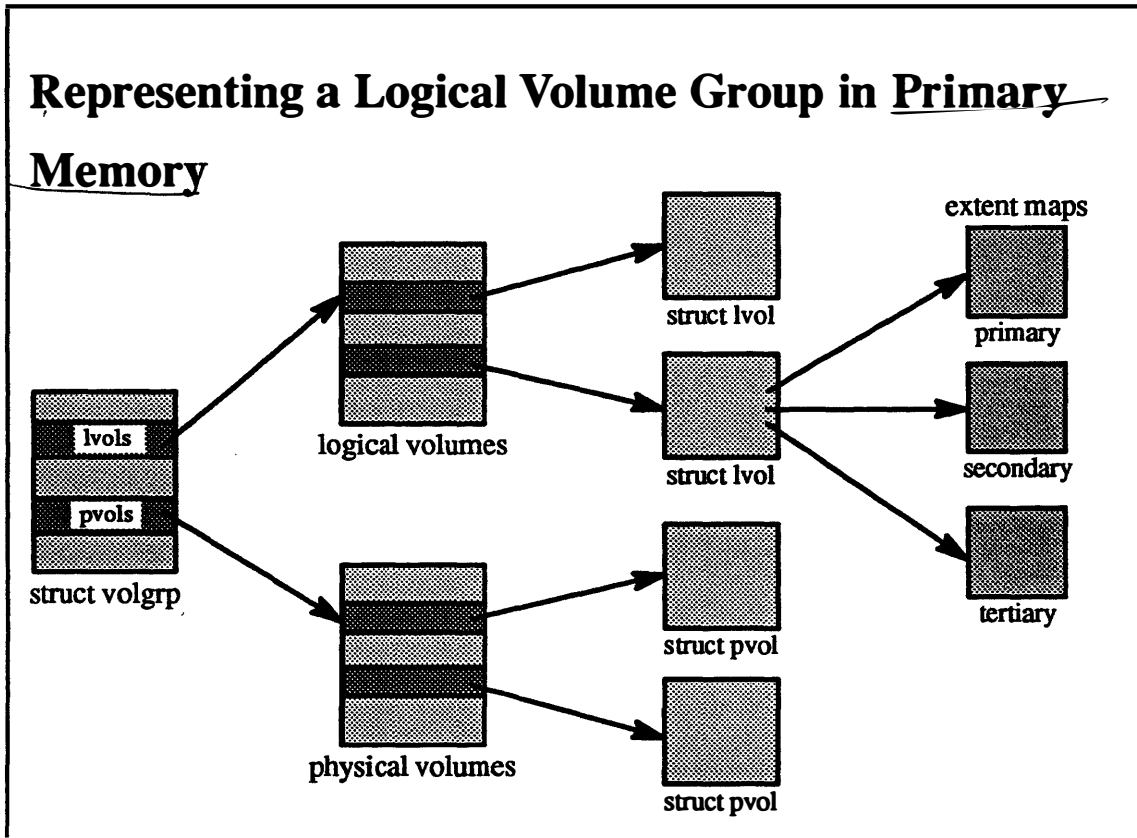 Representing a Logical Volume Group in Primary
Memory
extent maps
struct lvol
primary
lvols
logical volumes
struct lvol
secondary
pvols
struct volgrp
struct pvol
tertiary
physical volumes
struct pvol